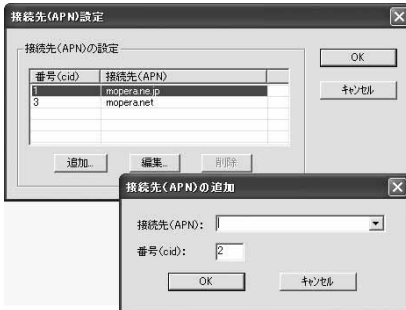 接続先(APN)設定
接続先(APN)の設定
番号(cid) 接続先(APN)
1 mopera.ne.jp
3 mopera.net
OK
キャンセル
追加... 編集... 削除
接続先(APN)の追加
接続先(APN):
番号(cid): 2
OK キャンセル